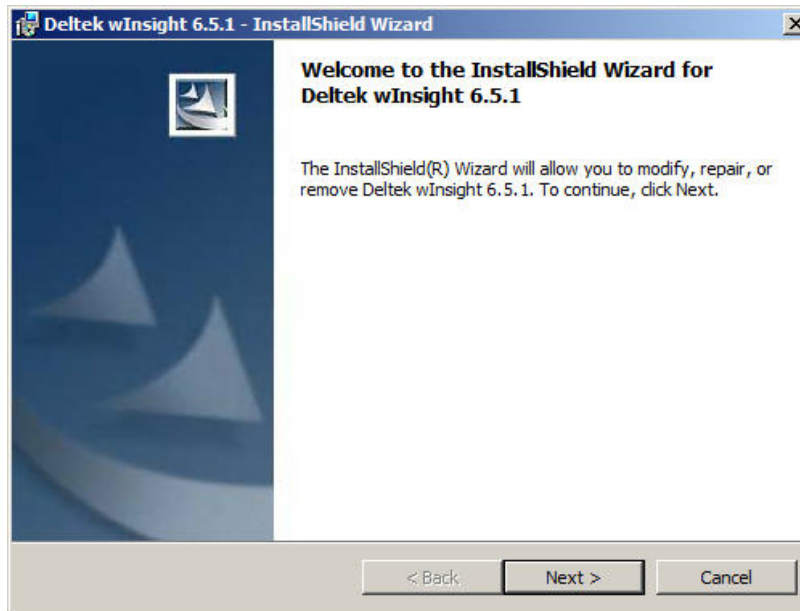 Deltek wInsight 6.5.1 - InstallShield Wizard
Welcome to the InstallShield Wizard for
Deltek wInsight 6.5.1
The InstallShield(R) Wizard will allow you to modify, repair, or
remove Deltek wInsight 6.5.1. To continue, click Next.
< Back
Next >
Cancel